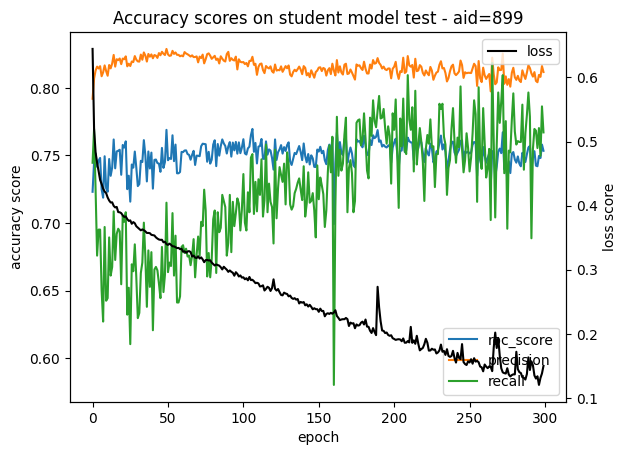 Accuracy scores on student model test - aid=899
loss
0.80
0.75
0.70
0.65
0.60
accuracy score
0.6
0.5
0.4
0.3
0.2
0.1
loss score
roc_score
precision
recall
0
50
100
150
200
250
300
epoch